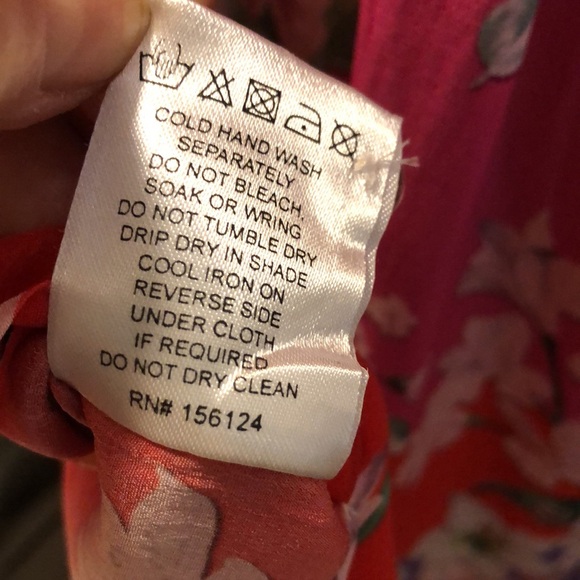 COLD HAND WASH
SEPARATELY
DO NOT BLEACH,
SOAK OR WRING
DO NOT TUMBLE DRY
DRIP DRY IN SHADE
COOL IRON ON
REVERSE SIDE
UNDER CLOTH
IF REQUIRED
DO NOT DRY CLEAN
RN# 156124